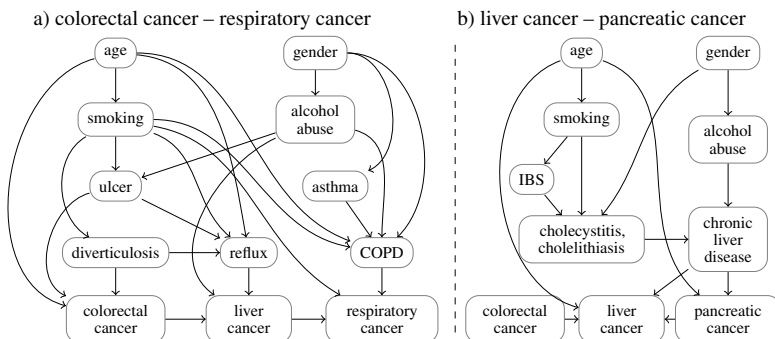 a) colorectal cancer – respiratory cancer
age
gender
smoking
alcohol
abuse
ulcer
asthma
diverticulosis
reflux
COPD
colorectal
cancer
liver
cancer
respiratory
cancer
b) liver cancer – pancreatic cancer
age
gender
smoking
alcohol
abuse
IBS
cholecystitis,
cholelithiasis
chronic
liver
disease
colorectal
cancer
liver
cancer
pancreatic
cancer